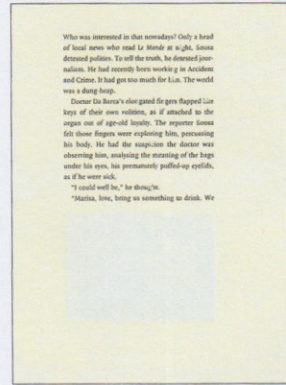 Who was interested in that nowadays? Only a head
of local news who read Le Monde at night. Sousa
detested politics. To tell the truth, he detested jour-
nalism. He had recently been working in Accident
and Crime. It had got too much for him. The world
was a dung-heap.
Doctor Da Barca's elongated fingers flapped like
keys of their own volition, as if attached to the
organ out of age-old loyalty. The reporter Sousa
felt those fingers were exploring him, percussing
his body. He had the suspicion the doctor was
observing him, analysing the meaning of the bags
under his eyes, his prematurely puffed-up eyelids,
as if he were sick.
"I could well be," he thought.
"Marisa, love, bring us something to drink. We